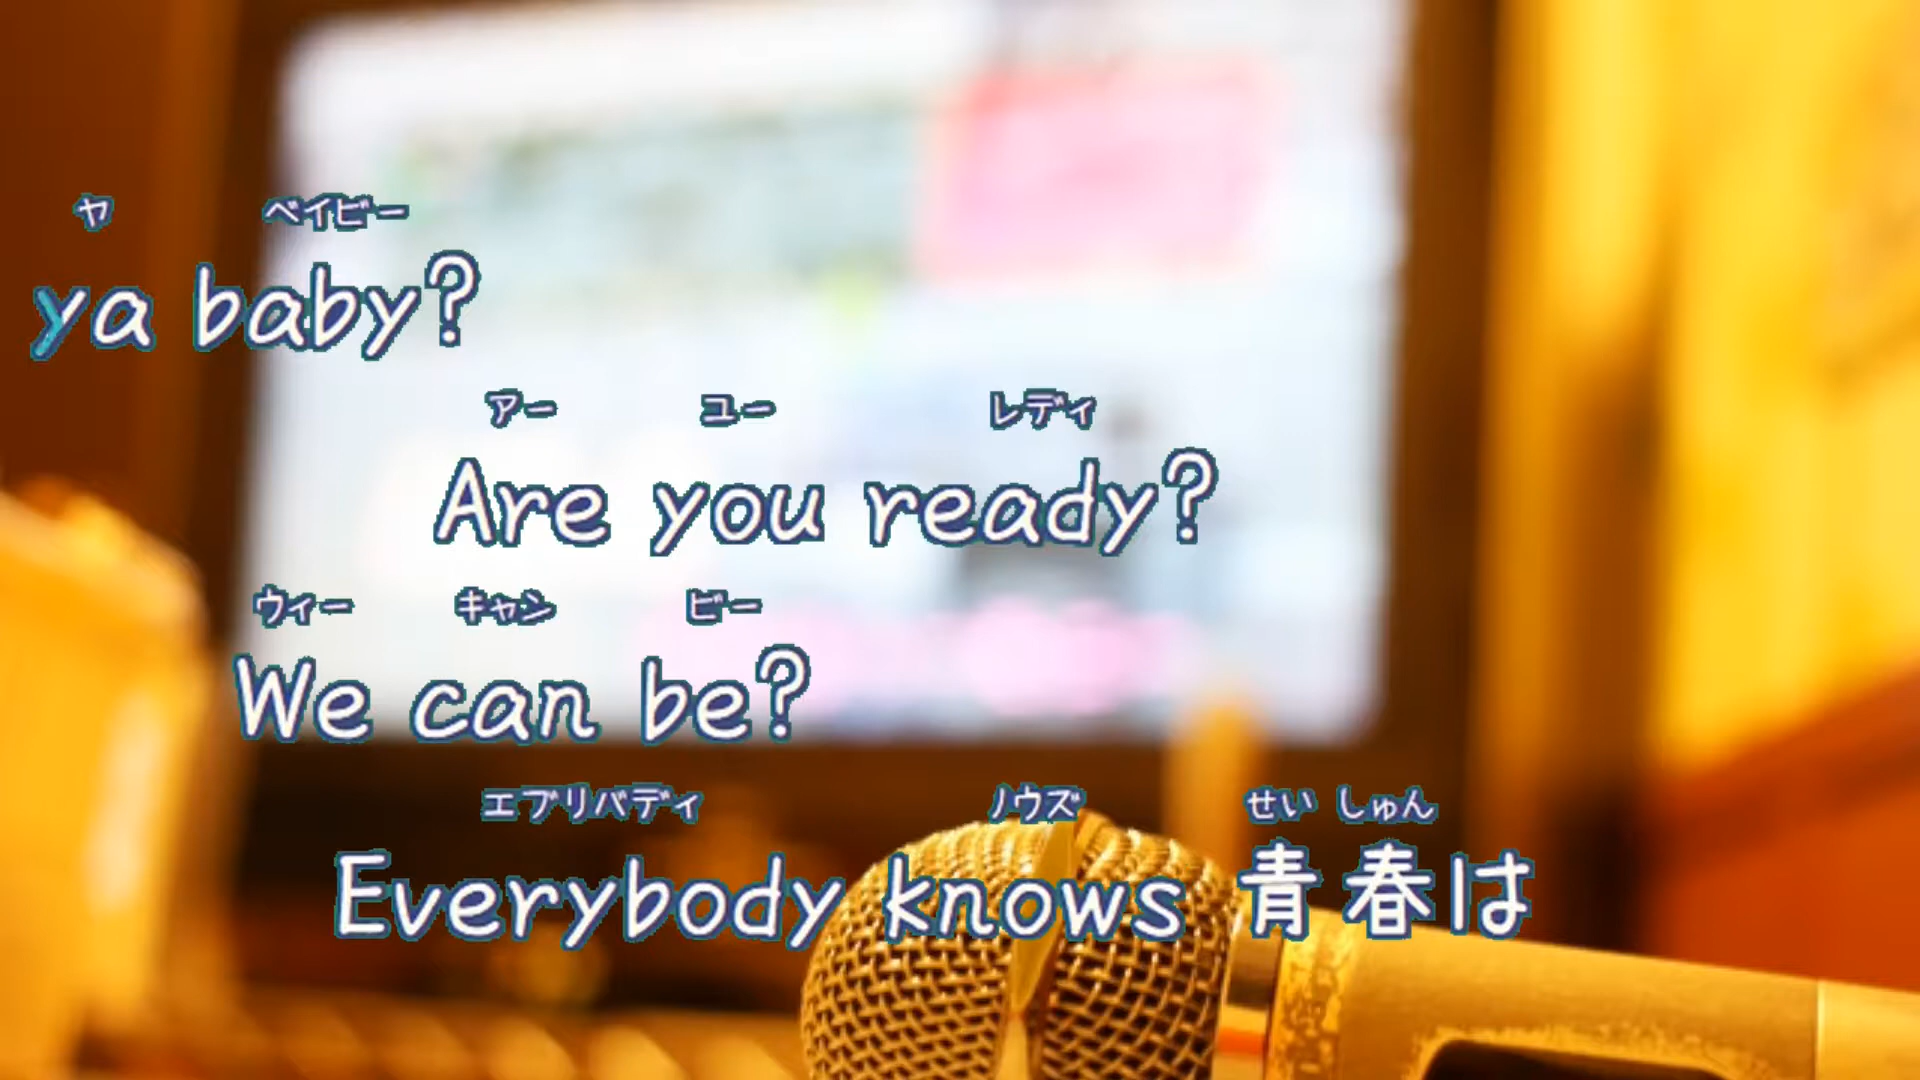 ヤ ベイビー
ya baby?
アー ユー レディ
Are you ready?
ウィー キャン ビー
We can be?
エブリバディ ノウズ せい しゅん
Everybody knows 青春は